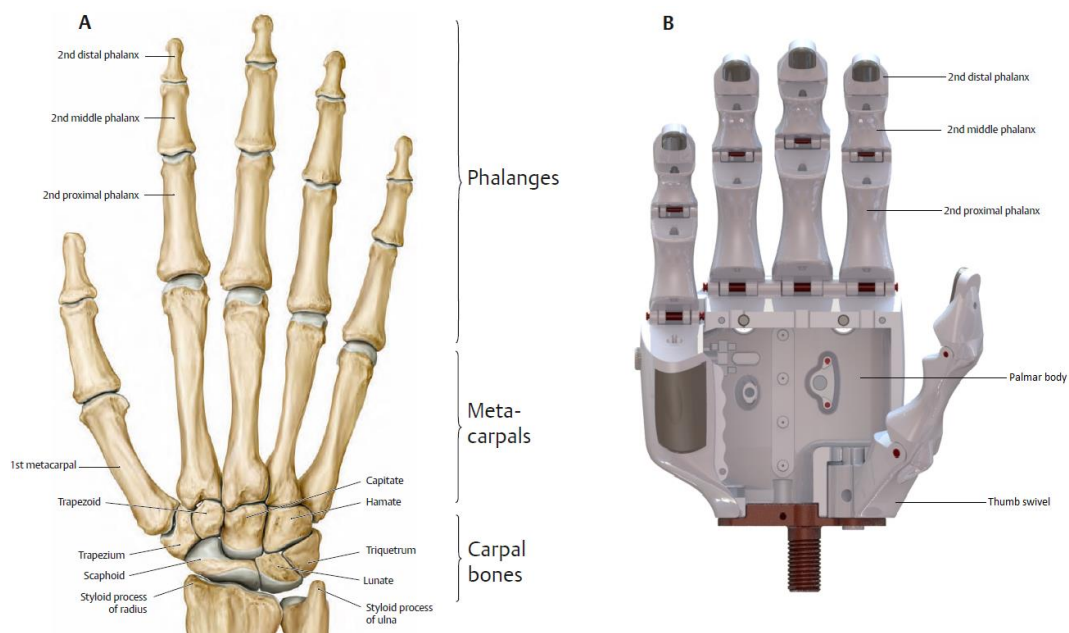 A
2nd distal phalanx
2nd middle phalanx
2nd proximal phalanx
1st metacarpal
Trapezoid
Trapezium
Scaphoid
Styloid process
of radius
Capitate
Hamate
Triquetrum
Lunate
Styloid process
of ulna
Phalanges
Meta-
carpals
Carpal
bones
B
2nd distal phalanx
2nd middle phalanx
2nd proximal phalanx
Palmar body
Thumb swivel